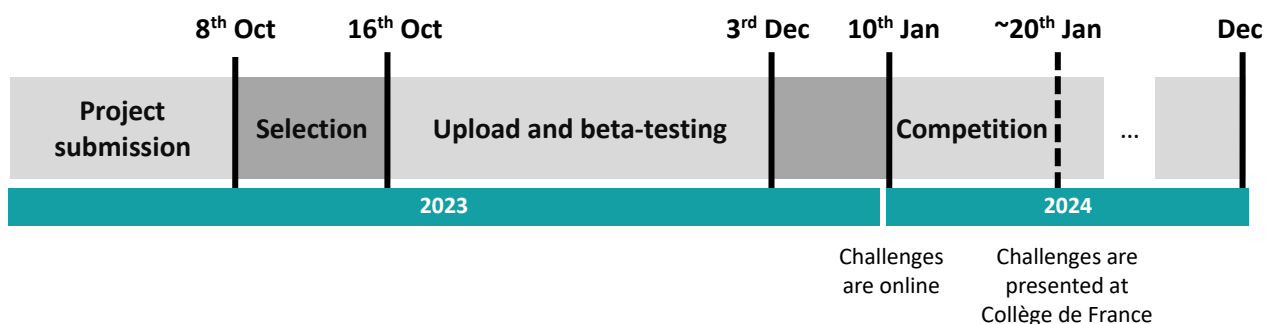 8th Oct 16th Oct 3rd Dec 10th Jan ~20th Jan Dec
Project
submission
Selection
Upload and beta-testing
Competition
...
2023 2024
Challenges
are online
Challenges are
presented at
Collège de France